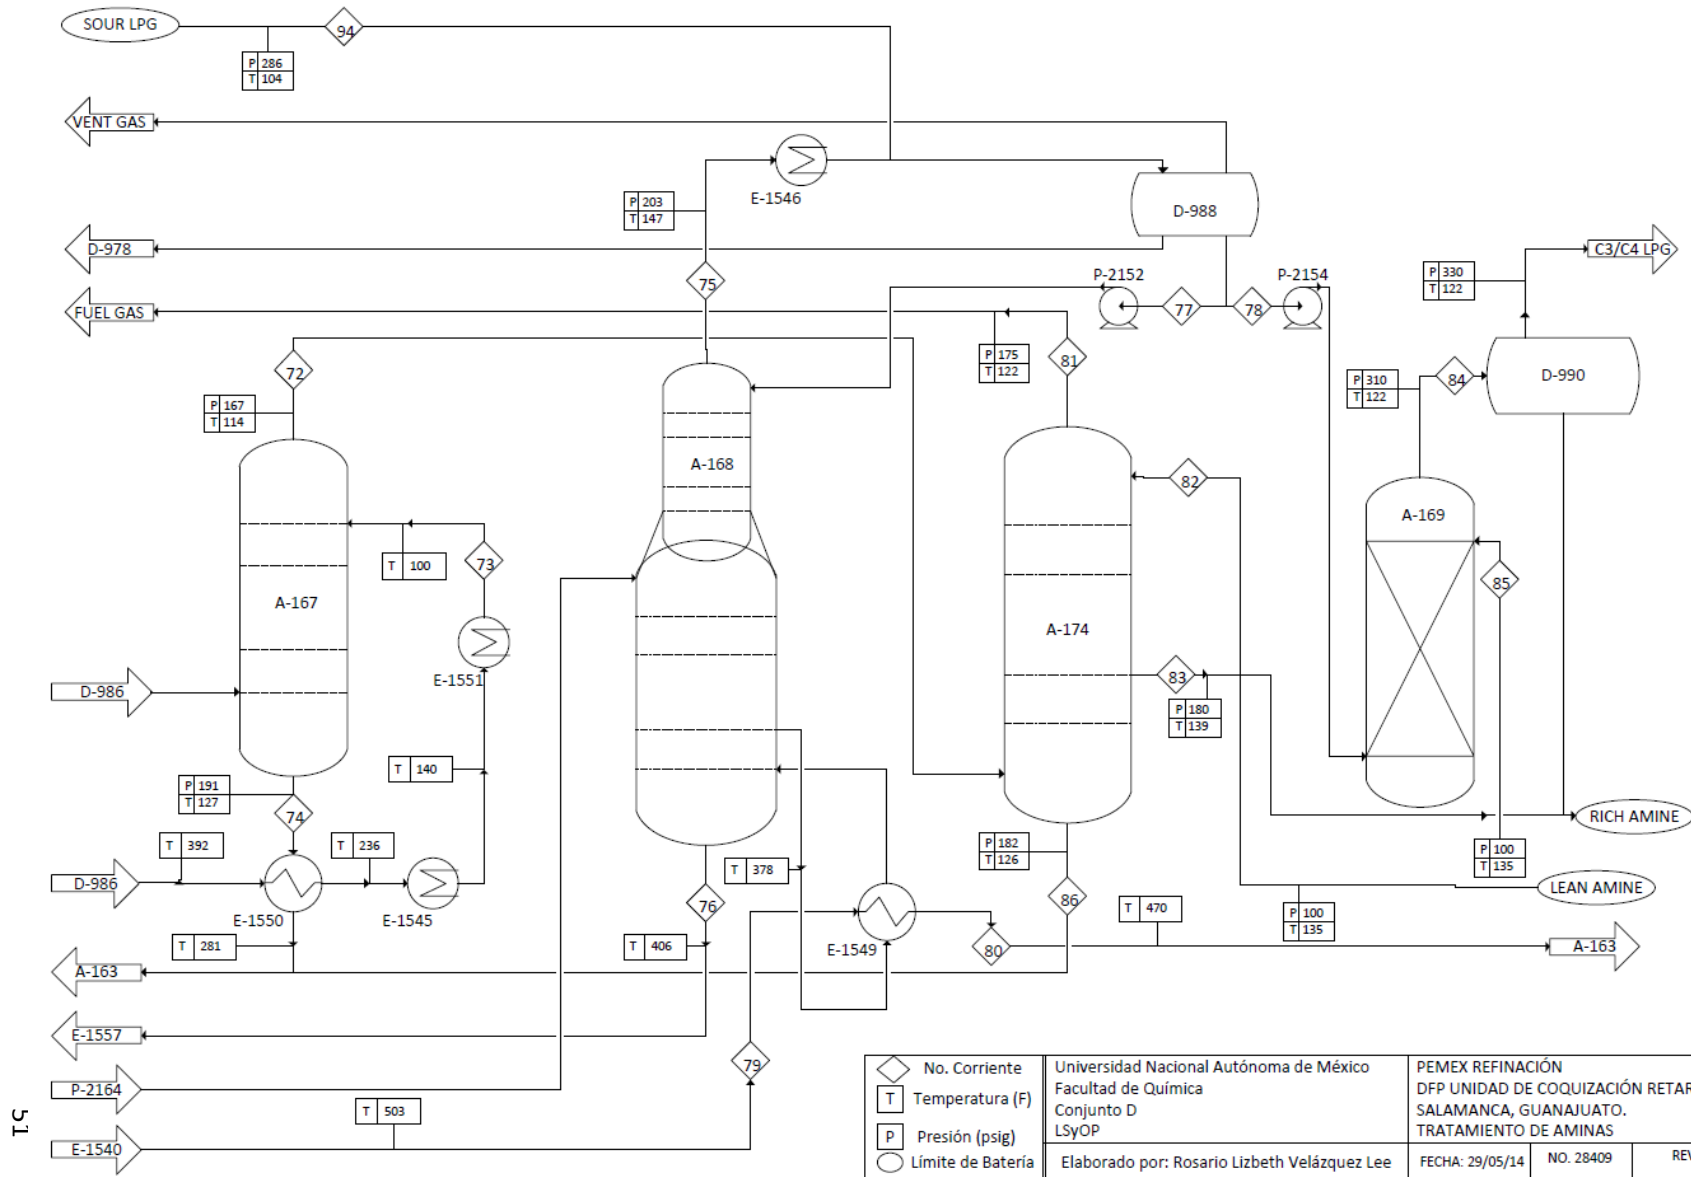 SOUR LPG
94
P 286
T 104
VENT GAS
E-1546
P 203
T 147
D-988
D-978
C3/C4 LPG
75
P-2152
P-2154
P 330
T 122
77
78
FUEL GAS
72
P 175
T 122
81
84
D-990
P 310
T 122
P 167
T 114
A-168
82
A-169
T 100
73
85
A-167
A-174
E-1551
83
D-986
P 180
T 139
T 140
P 191
T 127
74
RICH AMINE
T 392
T 236
P 182
T 126
P 100
T 135
T 378
D-986
LEAN AMINE
E-1550
E-1545
76
86
T 470
P 100
T 135
T 281
T 406
E-1549
80
A-163
A-163
E-1557
79
P-2164
T 503
E-1540
51
No. Corriente
T Temperatura (F)
P Presión (psig)
Límite de Batería
Universidad Nacional Autónoma de México
Facultad de Química
Conjunto D
LSyOP
Elaborado por: Rosario Lizbeth Velázquez Lee
PEMEX REFINACIÓN
DFP UNIDAD DE COQUIZACIÓN RETAR
SALAMANCA, GUANAJUATO.
TRATAMIENTO DE AMINAS
FECHA: 29/05/14
NO. 28409
REV